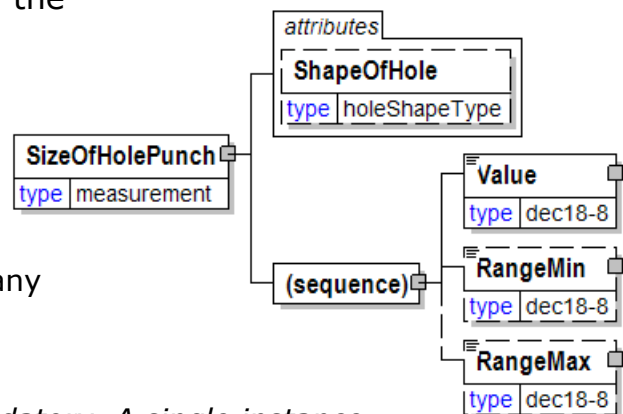 the
attributes
ShapeOfHole
type holeShapeType
SizeOfHolePunch
type measurement
Value
type dec18-8
any
(sequence)
RangeMin
type dec18-8
RangeMax
type dec18-8
A single instance